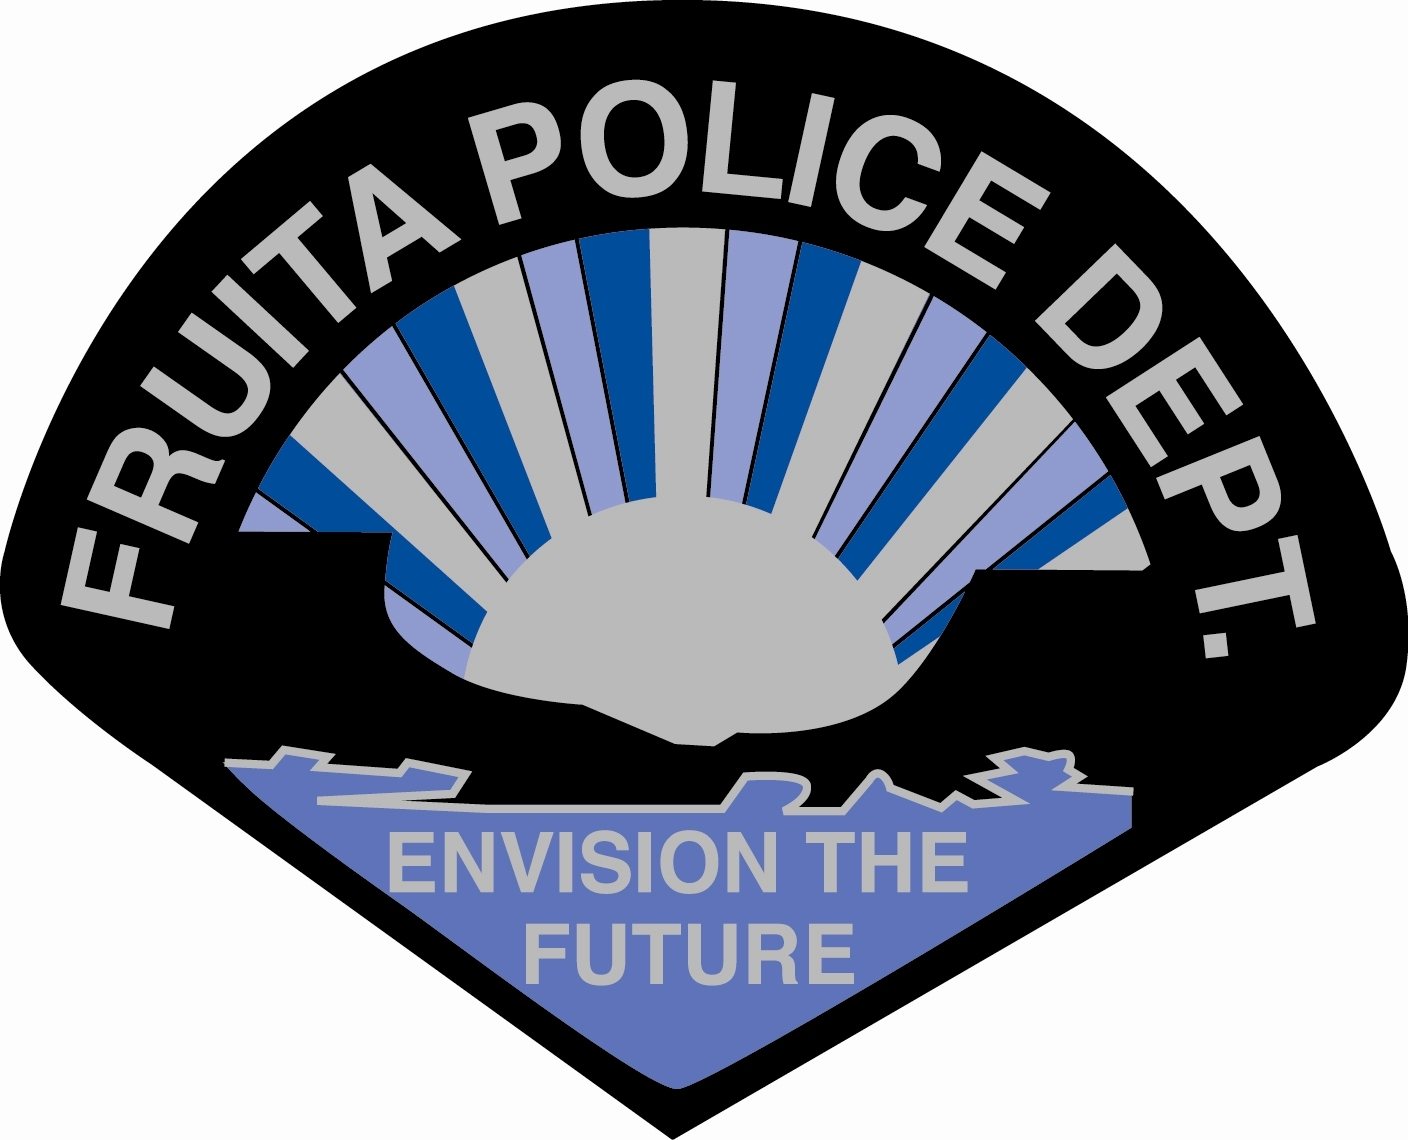 FRUITA POLICE DEPT.
ENVISION THE
FUTURE